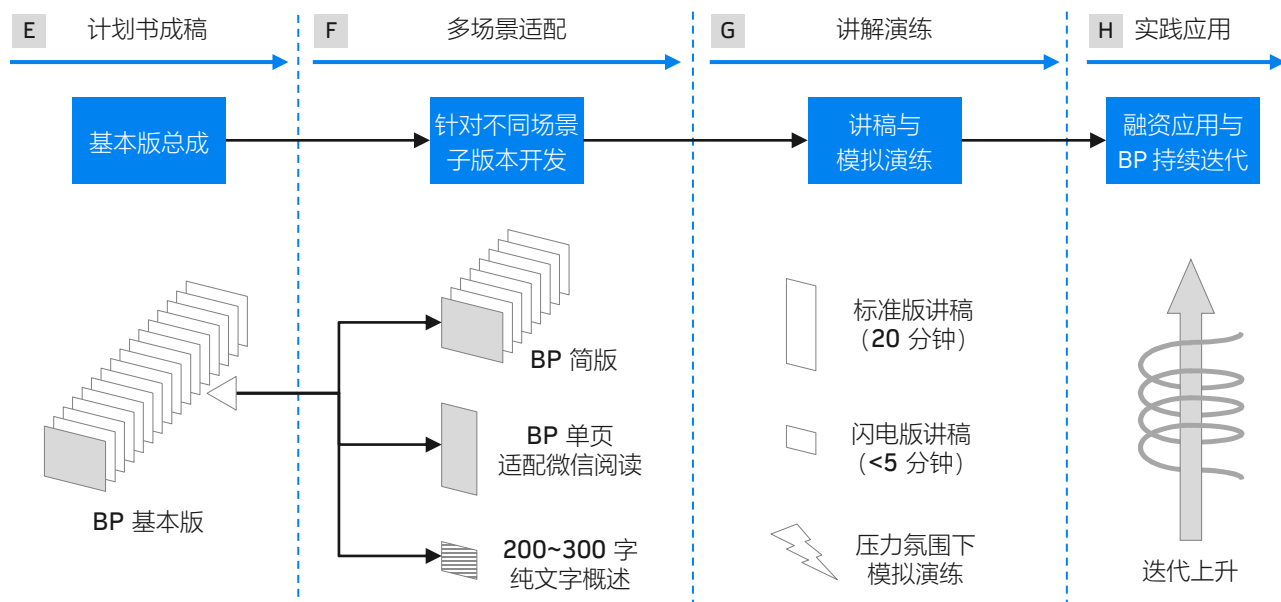 E 计划书成稿
F 多场景适配
G 讲解演练
H 实践应用
基本版总成
针对不同场景
子版本开发
讲稿与
模拟演练
融资应用与
BP 持续迭代
BP 基本版
BP 简版
BP 单页
适配微信阅读
200~300 字
纯文字概述
标准版讲稿
（20 分钟）
闪电版讲稿
（<5 分钟）
压力氛围下
模拟演练
迭代上升